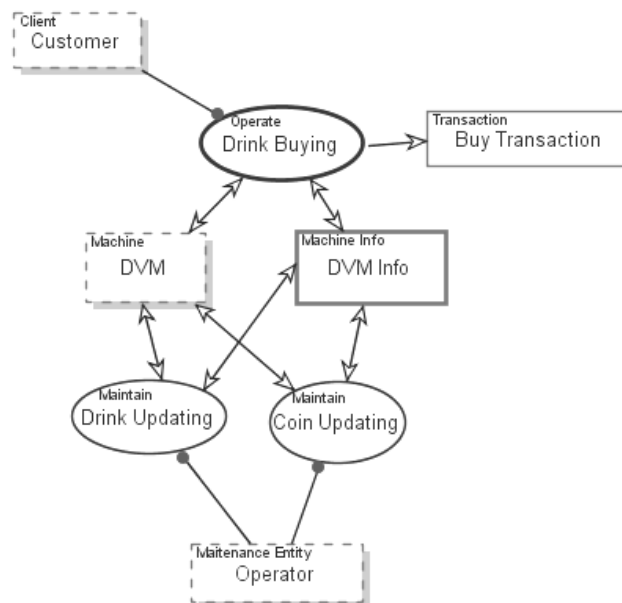 Client
Customer
Operate
Drink Buying
Transaction
Buy Transaction
Machine
DVM
Machine Info
DVM Info
Maintain
Drink Updating
Maintain
Coin Updating
Maitenance Entity
Operator